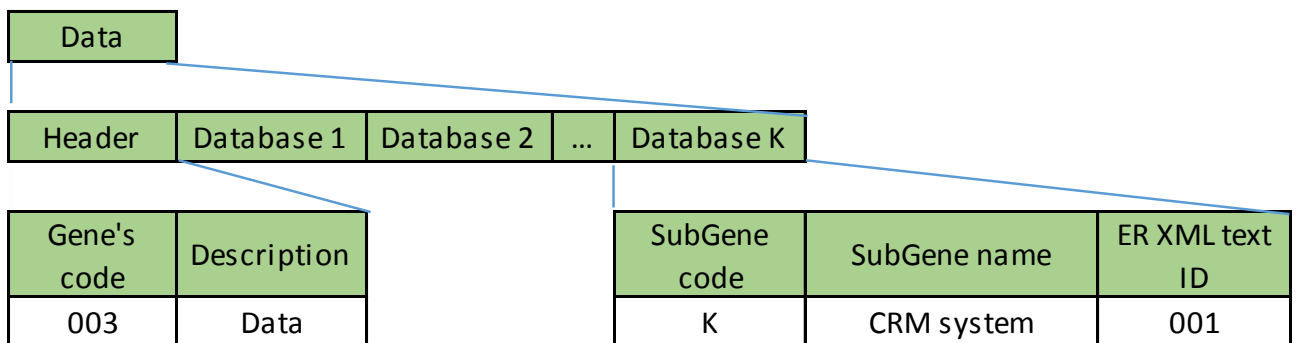 Data
Header Database 1 Database 2 ... Database K
Gene's code Description SubGene code SubGene name ER XML text ID
003 Data K CRM system 001